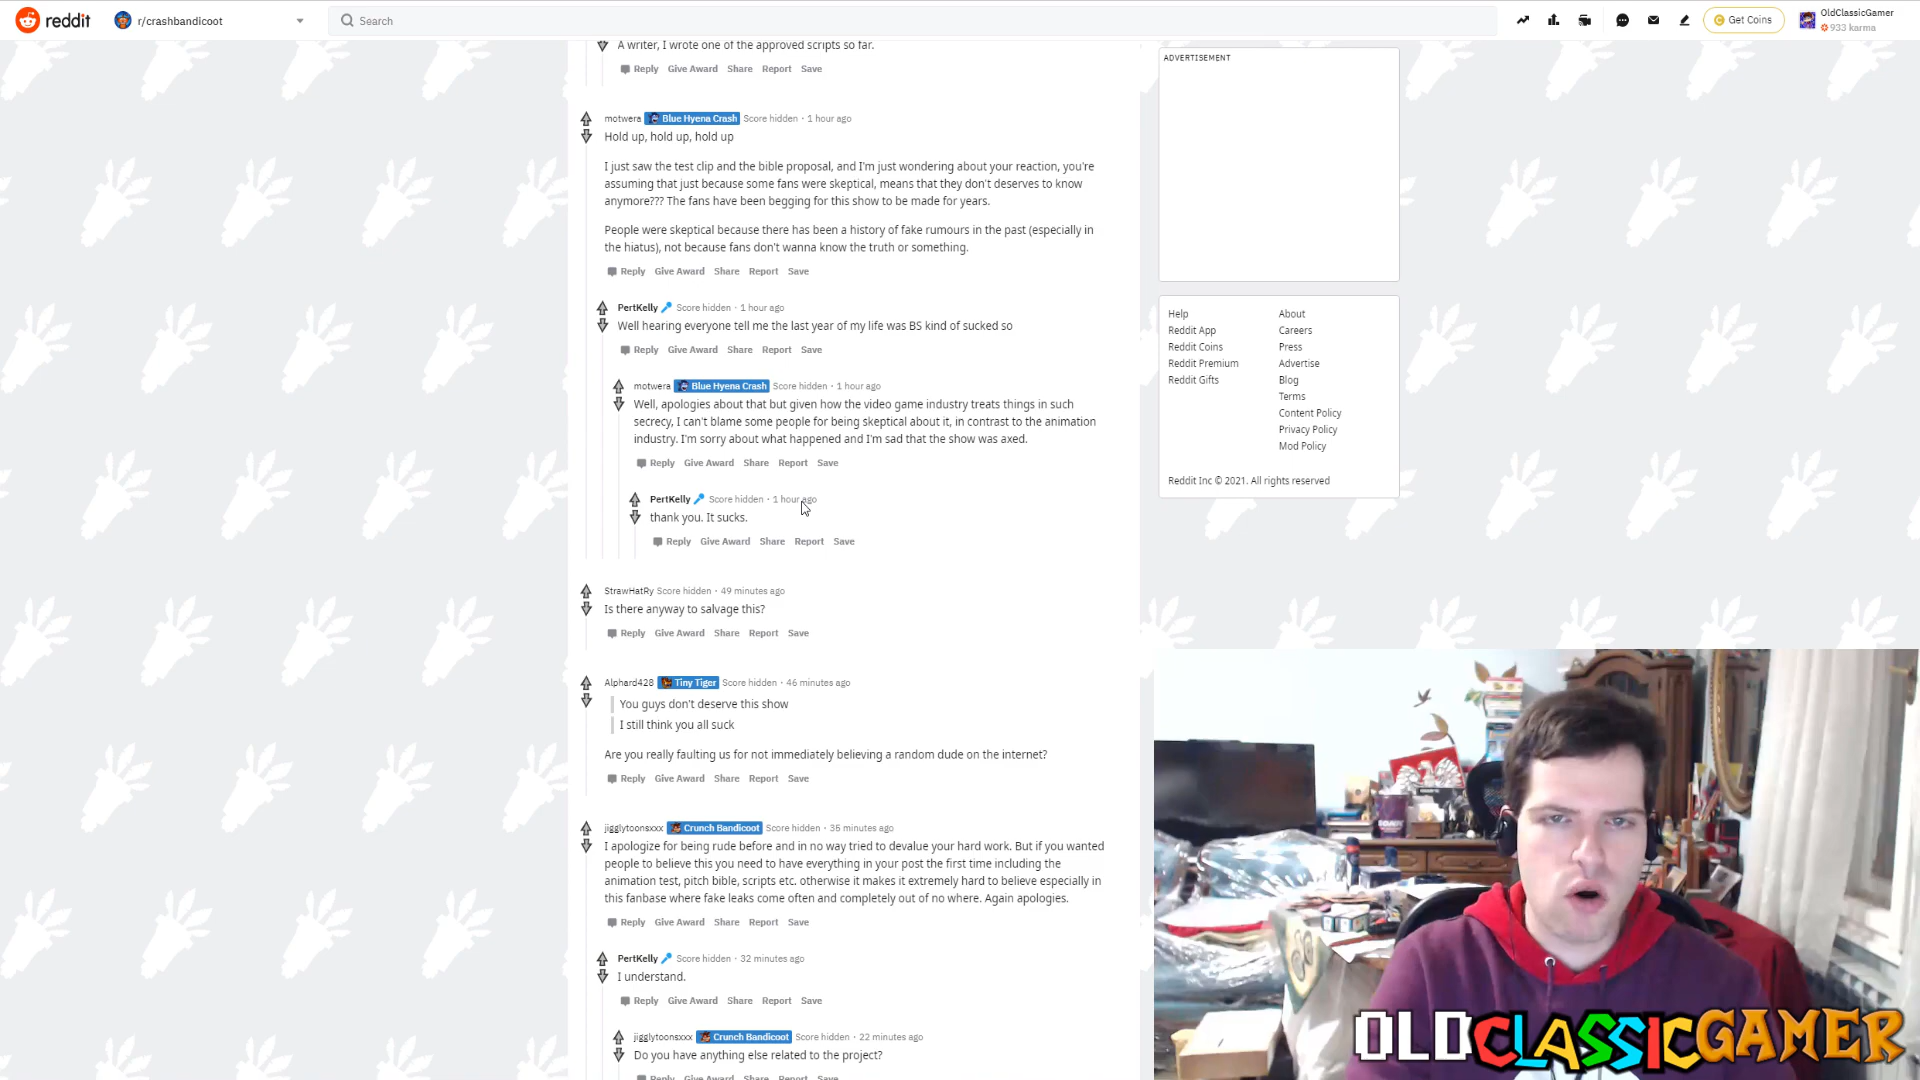 reddit r/crashbandicoot Search Get Coins OldClassicGamer
933 karma
A writer, I wrote one of the approved scripts so far.
Reply Give Award Share Report Save
motwera Blue Hyena Crash Score hidden · 1 hour ago
Hold up, hold up, hold up
I just saw the test clip and the bible proposal, and I'm just wondering about your reaction, you're
assuming that just because some fans were skeptical, means that they don't deserves to know
anymore??? The fans have been begging for this show to be made for years.
People were skeptical because there has been a history of fake rumours in the past (especially in
the hiatus), not because fans don't wanna know the truth or something.
Reply Give Award Share Report Save
PertKelly Score hidden · 1 hour ago
Well hearing everyone tell me the last year of my life was BS kind of sucked so
Reply Give Award Share Report Save
motwera Blue Hyena Crash Score hidden · 1 hour ago
Well, apologies about that but given how the video game industry treats things in such
secrecy, I can't blame some people for being skeptical about it, in contrast to the animation
industry. I'm sorry about what happened and I'm sad that the show was axed.
Reply Give Award Share Report Save
PertKelly Score hidden · 1 hour ago
thank you. It sucks.
Reply Give Award Share Report Save
StrawHatRy Score hidden · 49 minutes ago
Is there anyway to salvage this?
Reply Give Award Share Report Save
Alphard428 Tiny Tiger Score hidden · 46 minutes ago
You guys don't deserve this show
I still think you all suck
Are you really faulting us for not immediately believing a random dude on the internet?
Reply Give Award Share Report Save
jigglytoonsxxx Crunch Bandicoot Score hidden · 35 minutes ago
I apologize for being rude before and in no way tried to devalue your hard work. But if you wanted
people to believe this you need to have everything in your post the first time including the
animation test, pitch bible, scripts etc. otherwise it makes it extremely hard to believe especially in
this fanbase where fake leaks come often and completely out of no where. Again apologies.
Reply Give Award Share Report Save
PertKelly Score hidden · 32 minutes ago
I understand.
Reply Give Award Share Report Save
jigglytoonsxxx Crunch Bandicoot Score hidden · 22 minutes ago
Do you have anything else related to the project?
Reply Give Award Share Report Save
ADVERTISEMENT
Help About
Reddit App Careers
Reddit Coins Press
Reddit Premium Advertise
Reddit Gifts Blog
Terms
Content Policy
Privacy Policy
Mod Policy
Reddit Inc © 2021. All rights reserved
OLDCLASSICGAMER